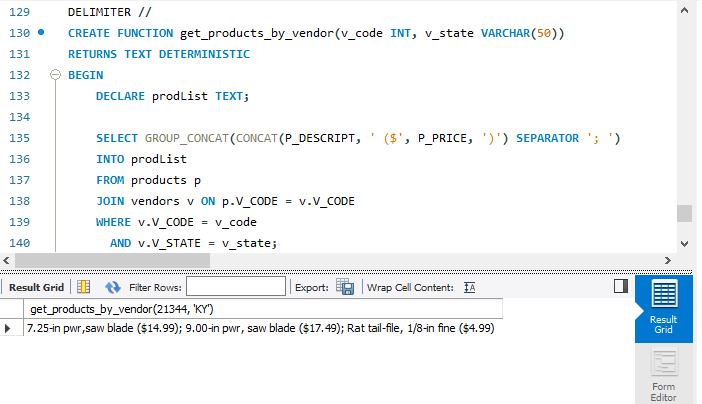 129 DELIMITER //
130 CREATE FUNCTION get_products_by_vendor(v_code INT, v_state VARCHAR(50))
131 RETURNS TEXT DETERMINISTIC
132 BEGIN
133 DECLARE prodList TEXT;
134
135 SELECT GROUP_CONCAT(CONCAT(P_DESCRIPT, ' ($', P_PRICE, ')') SEPARATOR '; ')
136 INTO prodList
137 FROM products p
138 JOIN vendors v ON p.V_CODE = v.V_CODE
139 WHERE v.V_CODE = v_code
140 AND v.V_STATE = v_state;
Result Grid Filter Rows: Export: Wrap Cell Content:
get_products_by_vendor(21344, 'KY')
7.25-in pwr,saw blade ($14.99); 9.00-in pwr, saw blade ($17.49); Rat tail-file, 1/8-in fine ($4.99)
Result
Grid
Form
Editor